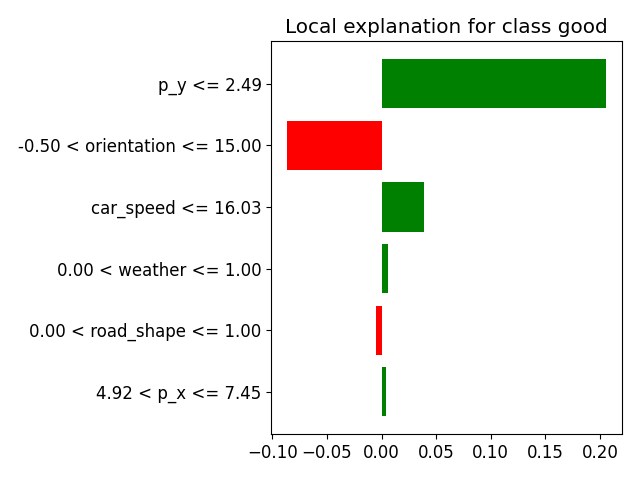 Local explanation for class good
p_y <= 2.49
-0.50 < orientation <= 15.00
car_speed <= 16.03
0.00 < weather <= 1.00
0.00 < road_shape <= 1.00
4.92 < p_x <= 7.45
−0.10 −0.05 0.00 0.05 0.10 0.15 0.20